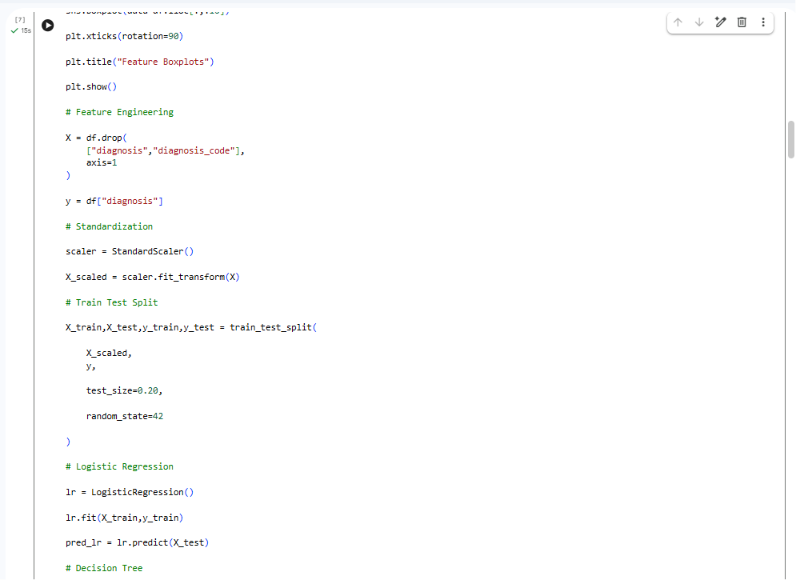 [7]
15s
plt.xticks(rotation=90)
plt.title("Feature Boxplots")
plt.show()
# Feature Engineering
X = df.drop(
["diagnosis","diagnosis_code"],
axis=1
)
y = df["diagnosis"]
# Standardization
scaler = StandardScaler()
X_scaled = scaler.fit_transform(X)
# Train Test Split
X_train,X_test,y_train,y_test = train_test_split(
X_scaled,
y,
test_size=0.20,
random_state=42
)
# Logistic Regression
lr = LogisticRegression()
lr.fit(X_train,y_train)
pred_lr = lr.predict(X_test)
# Decision Tree